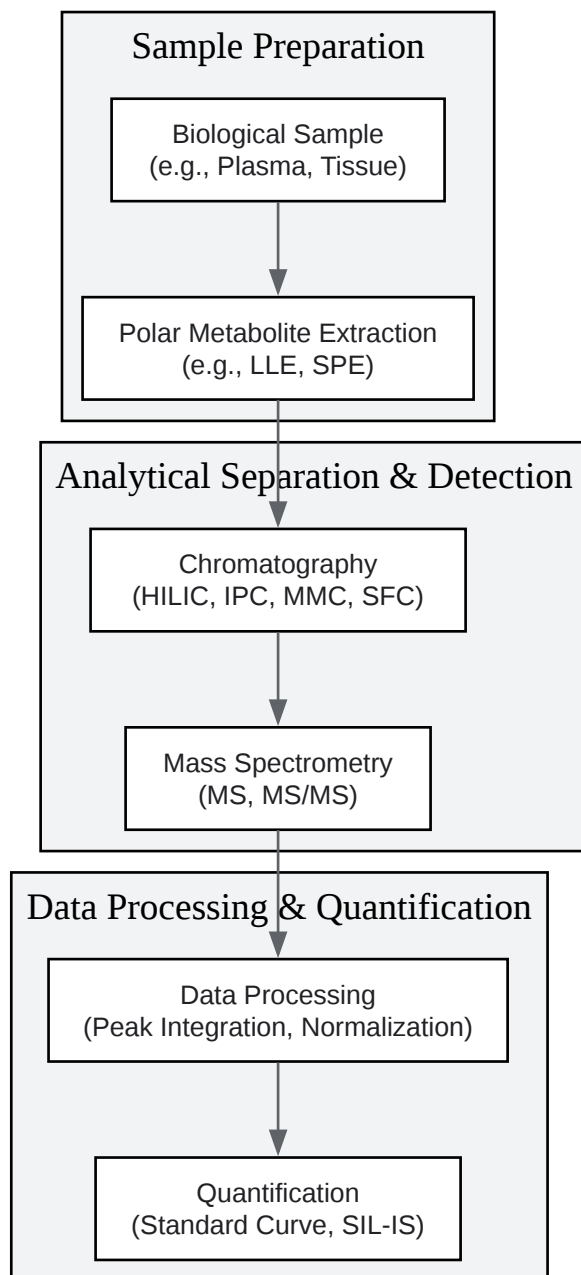 Sample Preparation
Biological Sample
(e.g., Plasma, Tissue)
Polar Metabolite Extraction
(e.g., LLE, SPE)
Analytical Separation & Detection
Chromatography
(HILIC, IPC, MMC, SFC)
Mass Spectrometry
(MS, MS/MS)
Data Processing & Quantification
Data Processing
(Peak Integration, Normalization)
Quantification
(Standard Curve, SIL-IS)